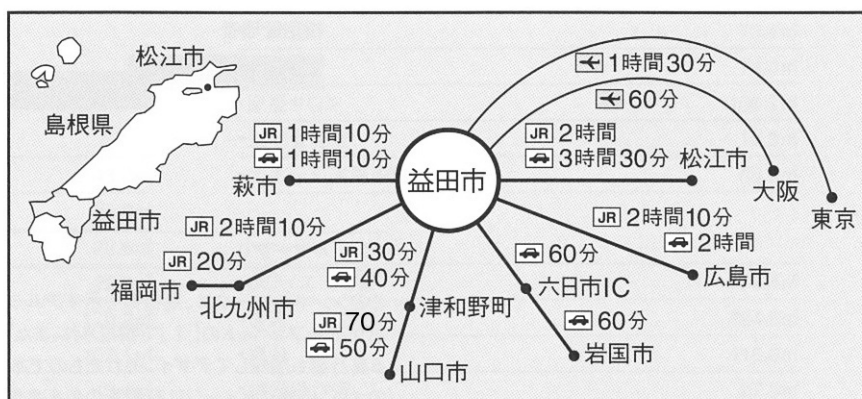 松江市
島根県
益田市
益田市
1時間30分
60分
JR 2時間
3時間30分
松江市
大阪
東京
JR 1時間10分
1時間10分
萩市
JR 2時間10分
JR 20分
福岡市
北九州市
JR 30分
40分
津和野町
JR 70分
50分
山口市
60分
六日市IC
60分
岩国市
JR 2時間10分
2時間
広島市